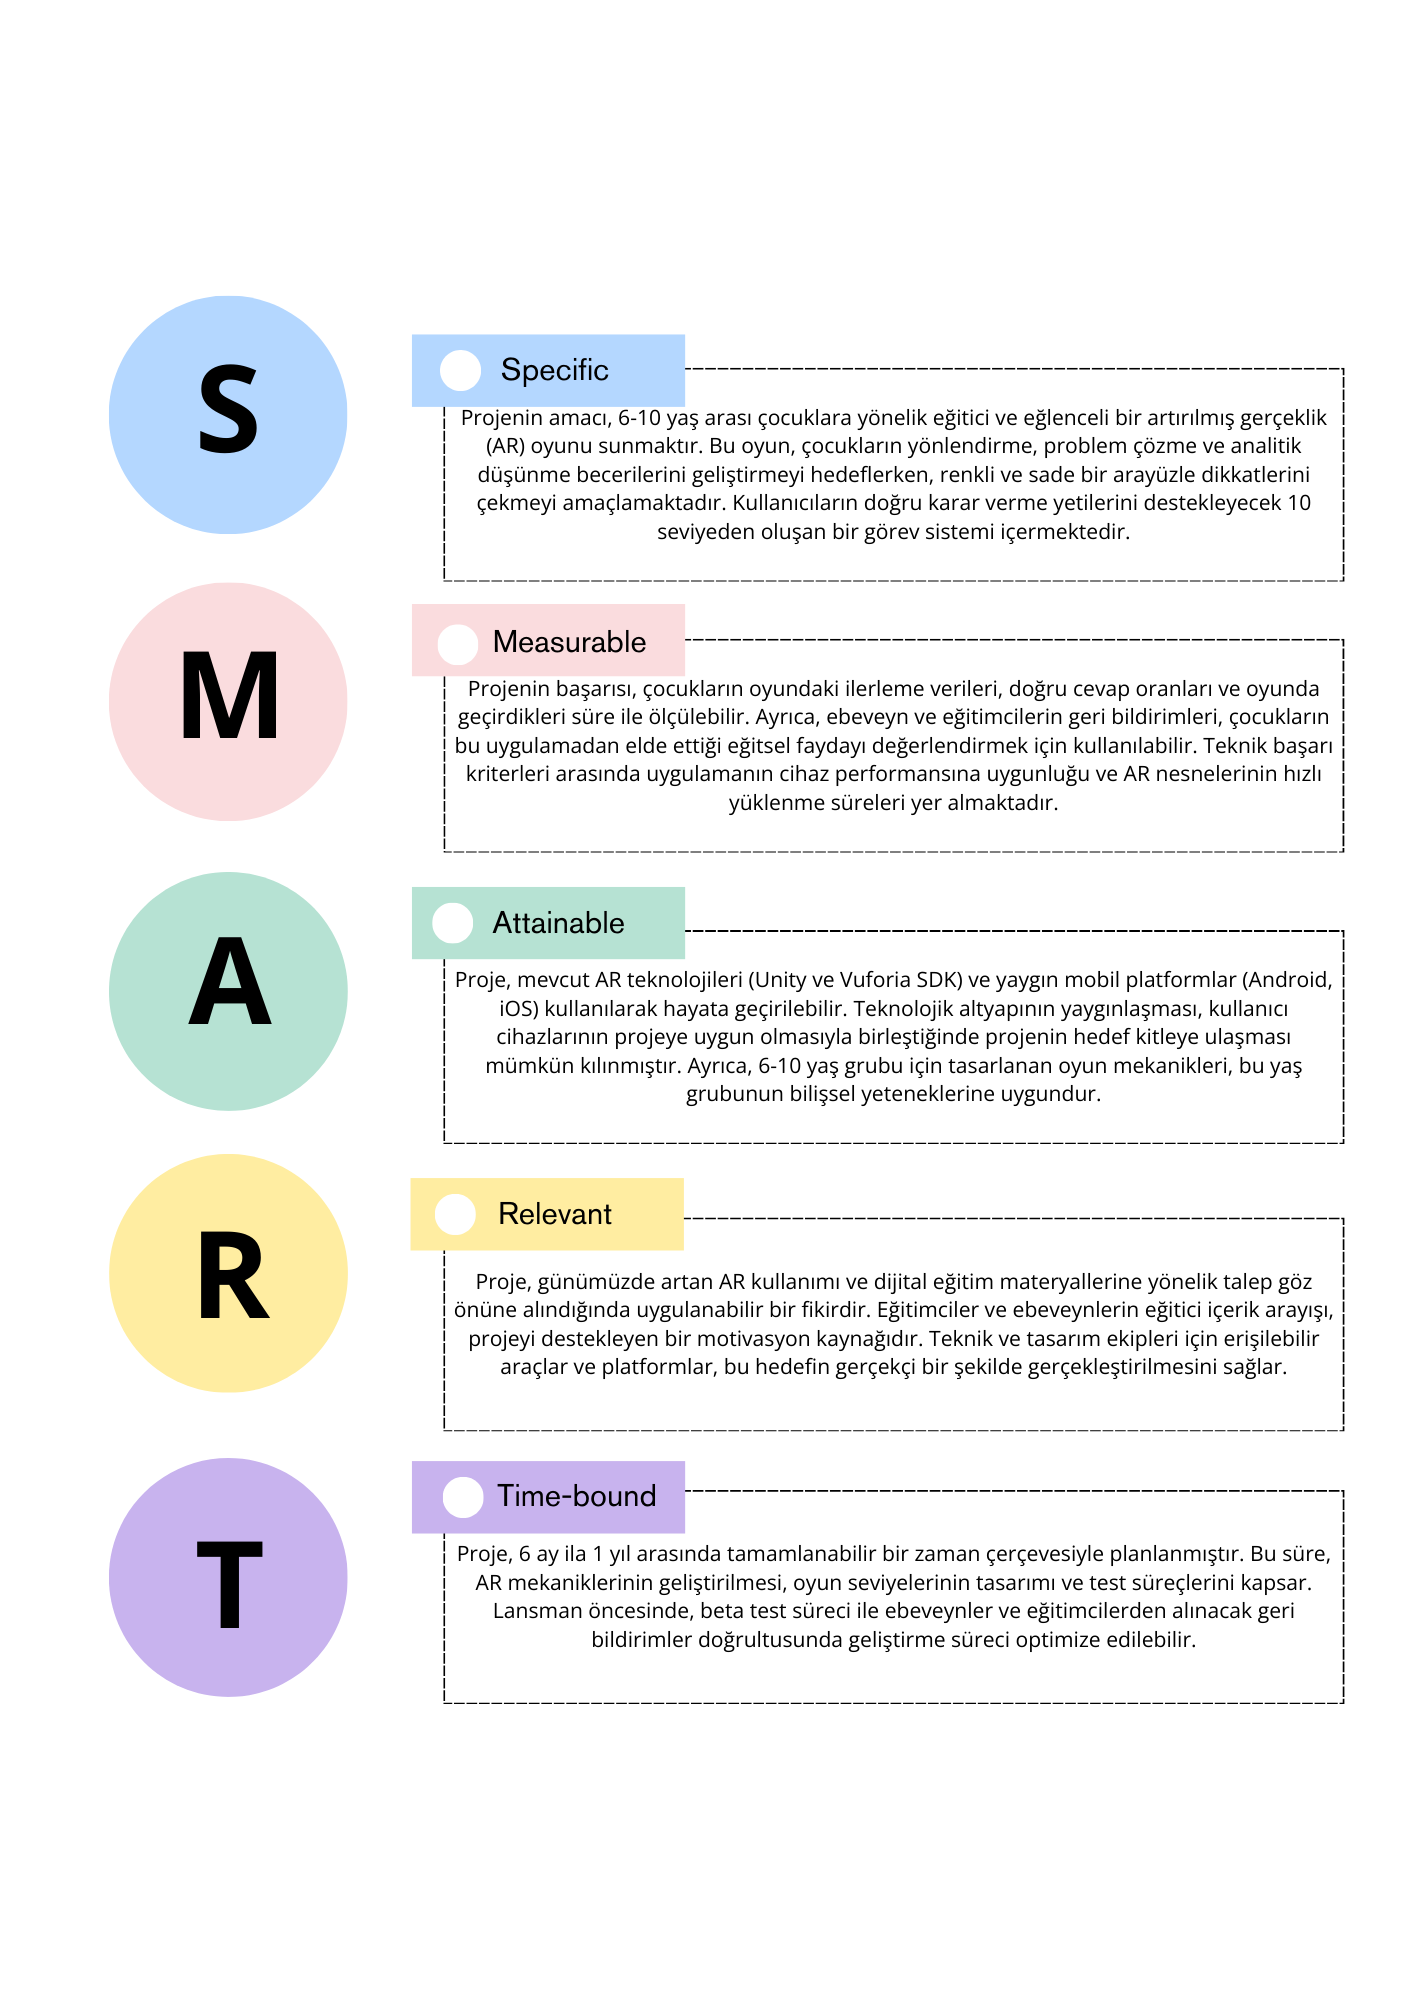 S
Specific
Projenin amacı, 6-10 yaş arası çocuklara yönelik eğitici ve eğlenceli bir artırılmış gerçeklik
(AR) oyunu sunmaktır. Bu oyun, çocukların yönlendirme, problem çözme ve analitik
düşünme becerilerini geliştirmeyi hedeflerken, renkli ve sade bir arayüzle dikkatlerini
çekmeyi amaçlamaktadır. Kullanıcıların doğru karar verme yetilerini destekleyecek 10
seviyeden oluşan bir görev sistemi içermektedir.
M
Measurable
Projenin başarısı, çocukların oyundaki ilerleme verileri, doğru cevap oranları ve oyunda
geçirdikleri süre ile ölçülebilir. Ayrıca, ebeveyn ve eğitimcilerin geri bildirimleri, çocukların
bu uygulamadan elde ettiği eğitsel faydayı değerlendirmek için kullanılabilir. Teknik başarı
kriterleri arasında uygulamanın cihaz performansına uygunluğu ve AR nesnelerinin hızlı
yüklenme süreleri yer almaktadır.
A
Attainable
Proje, mevcut AR teknolojileri (Unity ve Vuforia SDK) ve yaygın mobil platformlar (Android,
iOS) kullanılarak hayata geçirilebilir. Teknolojik altyapının yaygınlaşması, kullanıcı
cihazlarının projeye uygun olmasıyla birleştiğinde projenin hedef kitleye ulaşması
mümkün kılınmıştır. Ayrıca, 6-10 yaş grubu için tasarlanan oyun mekanikleri, bu yaş
grubunun bilişsel yeteneklerine uygundur.
R
Relevant
Proje, günümüzde artan AR kullanımı ve dijital eğitim materyallerine yönelik talep göz
önüne alındığında uygulanabilir bir fikirdir. Eğitimciler ve ebeveynlerin eğitici içerik arayışı,
projeyi destekleyen bir motivasyon kaynağıdır. Teknik ve tasarım ekipleri için erişilebilir
araçlar ve platformlar, bu hedefin gerçekçi bir şekilde gerçekleştirilmesini sağlar.
T
Time-bound
Proje, 6 ay ila 1 yıl arasında tamamlanabilir bir zaman çerçevesiyle planlanmıştır. Bu süre,
AR mekaniklerinin geliştirilmesi, oyun seviyelerinin tasarımı ve test süreçlerini kapsar.
Lansman öncesinde, beta test süreci ile ebeveynler ve eğitimcilerden alınacak geri
bildirimler doğrultusunda geliştirme süreci optimize edilebilir.